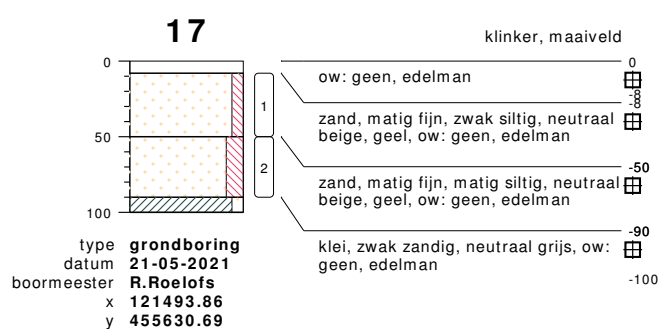 17
klinker, maaiveld
0
0
ow: geen, edelman
-8
-8
1
zand, matig fijn, zwak siltig, neutraal
beige, geel, ow: geen, edelman
50
-50
2
zand, matig fijn, matig siltig, neutraal
beige, geel, ow: geen, edelman
100
-90
klei, zwak zandig, neutraal grijs, ow:
geen, edelman
-100
type grondboring
datum 21-05-2021
boormeester R.Roelofs
x 121493.86
y 455630.69